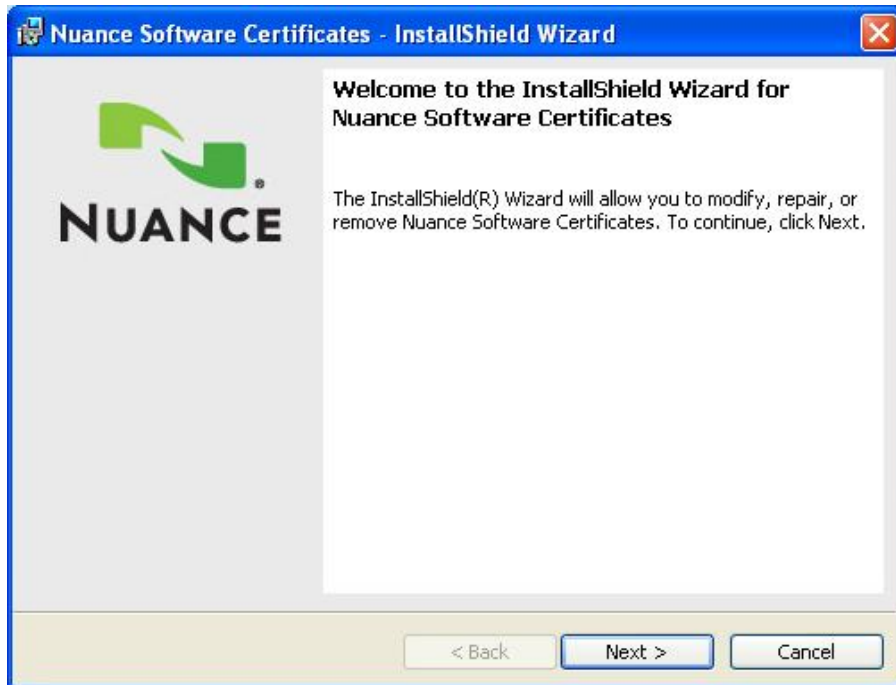 Nuance Software Certificates - InstallShield Wizard
Welcome to the InstallShield Wizard for
Nuance Software Certificates
NUANCE
®
The InstallShield(R) Wizard will allow you to modify, repair, or
remove Nuance Software Certificates. To continue, click Next.
< Back
Next >
Cancel